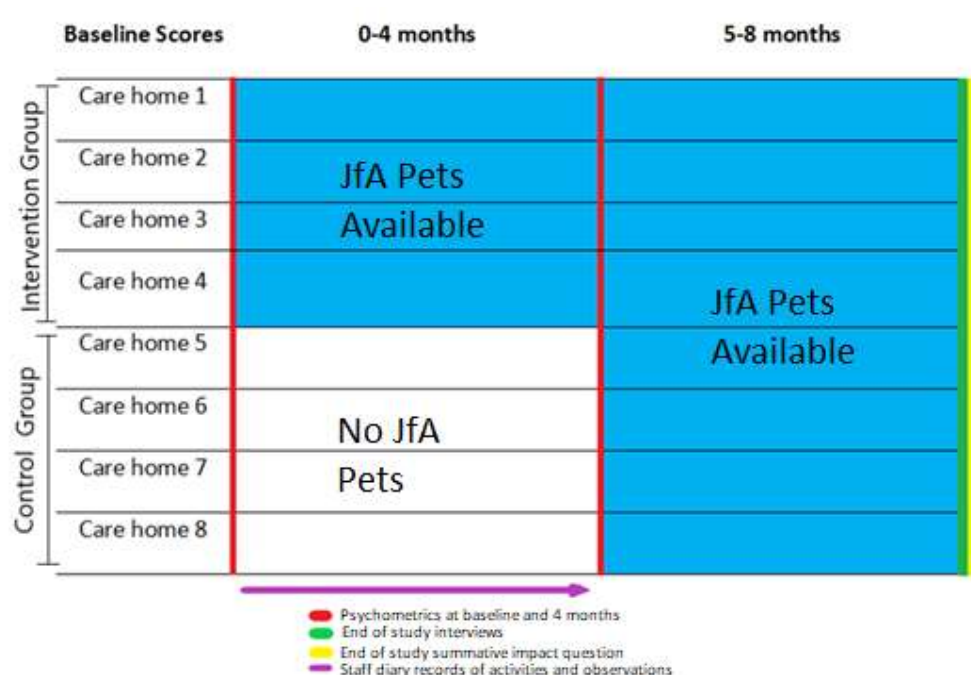 Baseline Scores 0-4 months 5-8 months
Intervention Group
Care home 1
Care home 2
Care home 3
Care home 4
JfA Pets
Available
JfA Pets
Available
Control Group
Care home 5
Care home 6
Care home 7
Care home 8
No JfA
Pets
Psychometrics at baseline and 4 months
End of study interviews
End of study summative impact question
Staff diary records of activities and observations